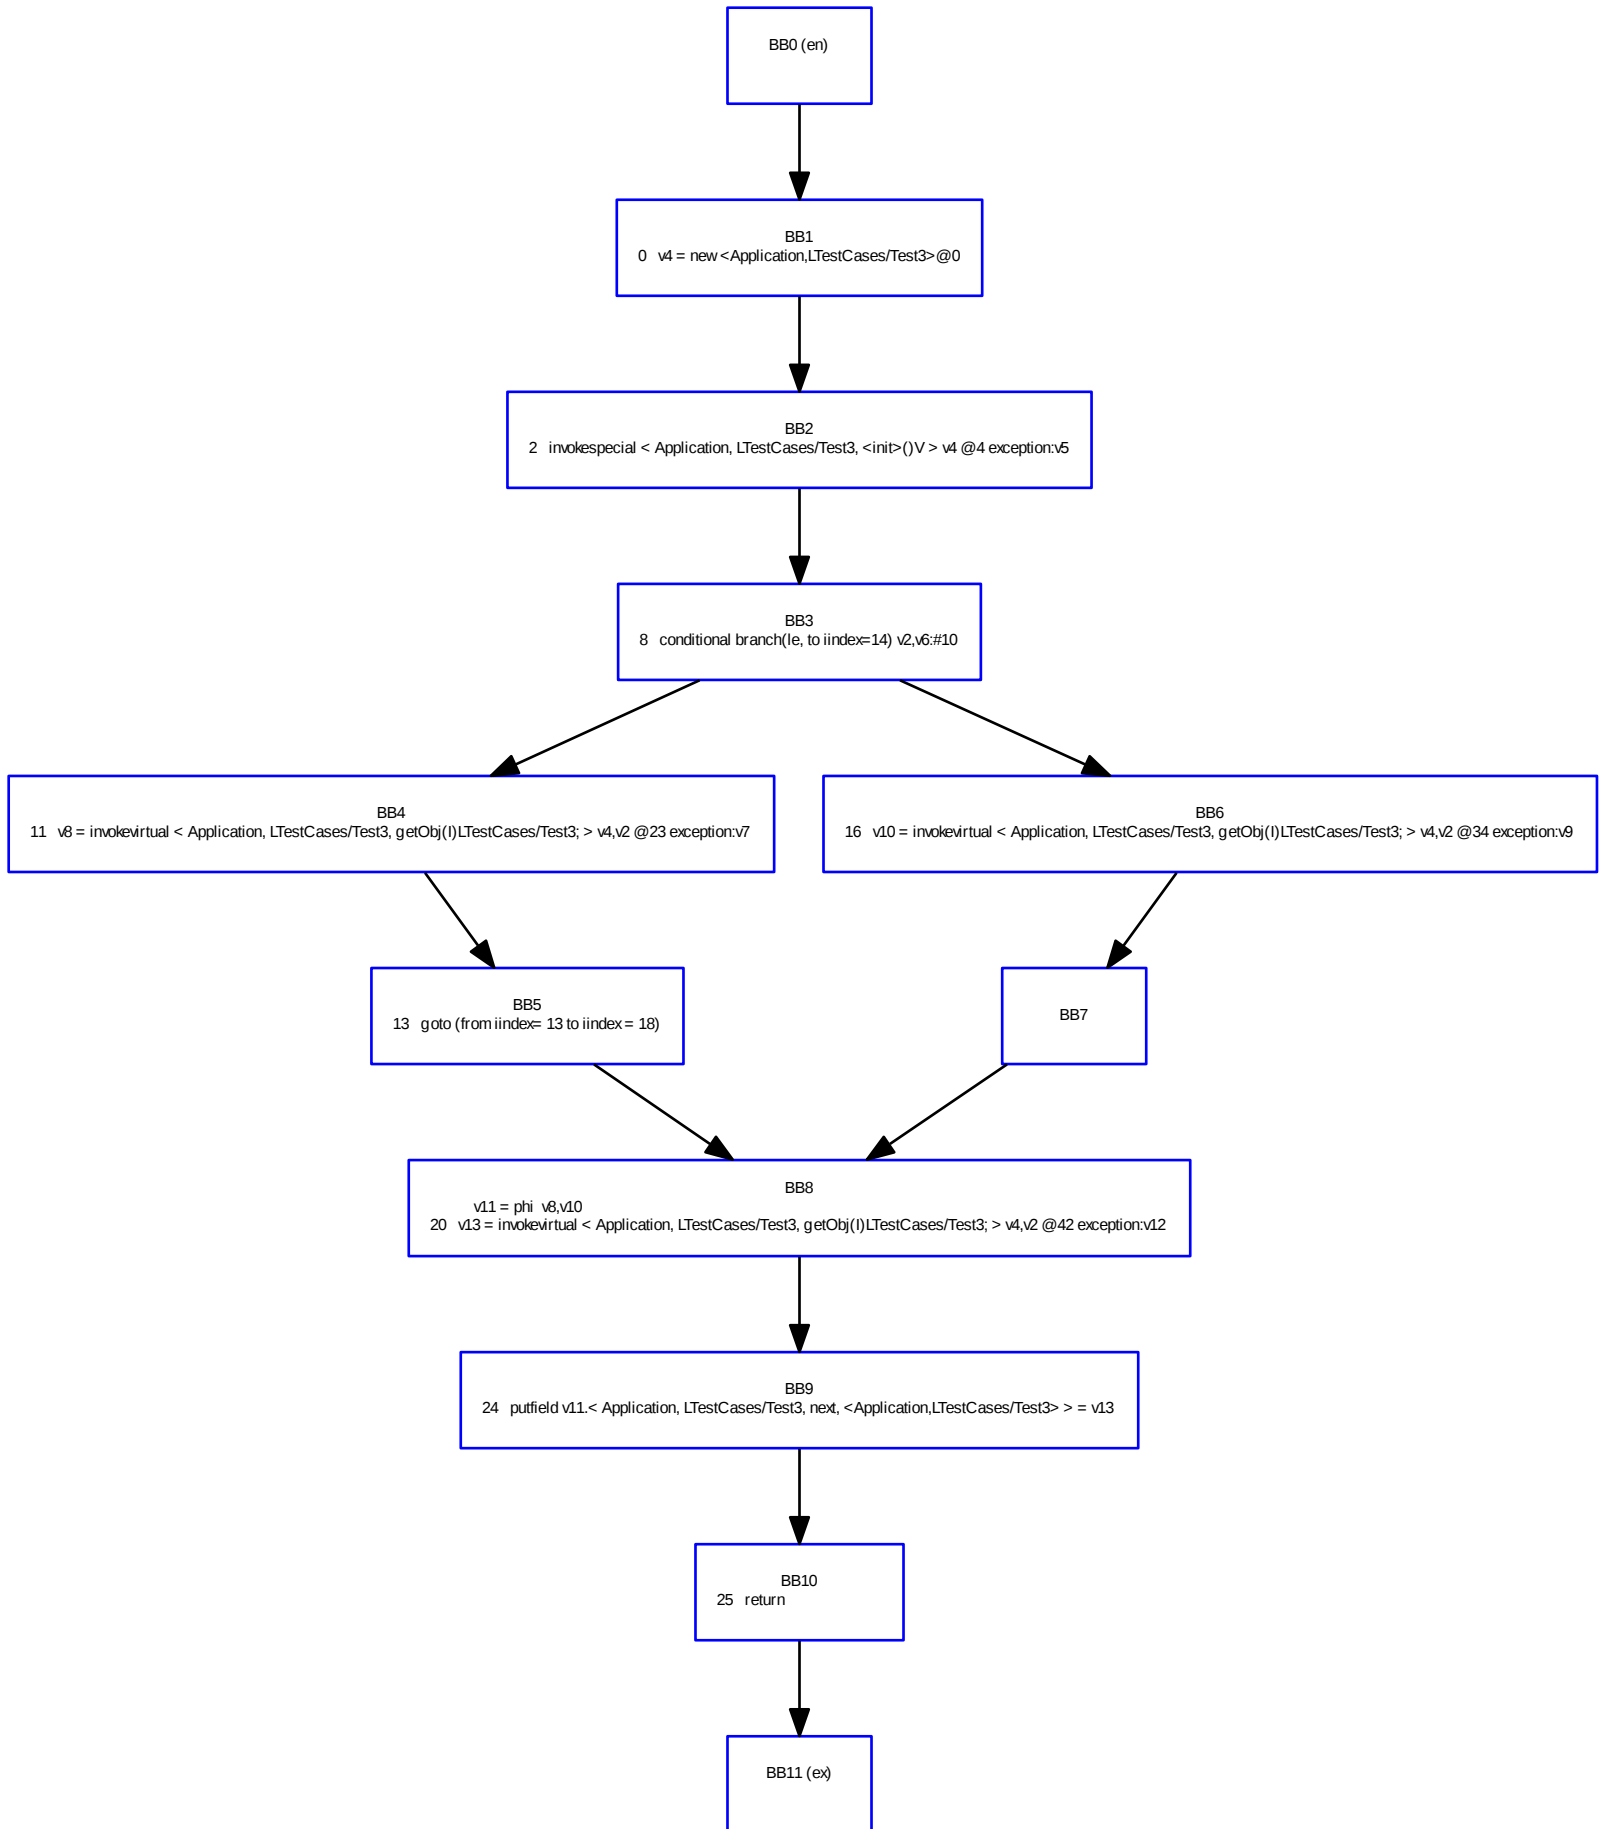 BB0 (en)
BB1
0 v4 = new <Application,LTestCases/Test3>@0
BB2
2 invokespecial < Application, LTestCases/Test3, <init>()V > v4 @4 exception:v5
BB3
8 conditional branch(le, to iindex=14) v2,v6:#10
BB4
11 v8 = invokevirtual < Application, LTestCases/Test3, getObj(I)LTestCases/Test3; > v4,v2 @23 exception:v7
BB6
16 v10 = invokevirtual < Application, LTestCases/Test3, getObj(I)LTestCases/Test3; > v4,v2 @34 exception:v9
BB5
13 goto (from iindex= 13 to iindex = 18)
BB7
BB8
v11 = phi v8,v10
20 v13 = invokevirtual < Application, LTestCases/Test3, getObj(I)LTestCases/Test3; > v4,v2 @42 exception:v12
BB9
24 putfield v11.< Application, LTestCases/Test3, next, <Application,LTestCases/Test3> > = v13
BB10
25 return
BB11 (ex)